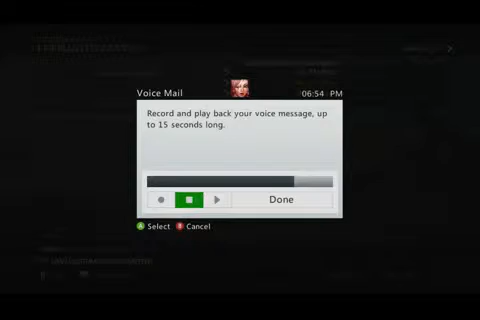 Voice Mail
06:54 PM
Record and play back your voice message, up
to 15 seconds long.
Done
A Select B Cancel